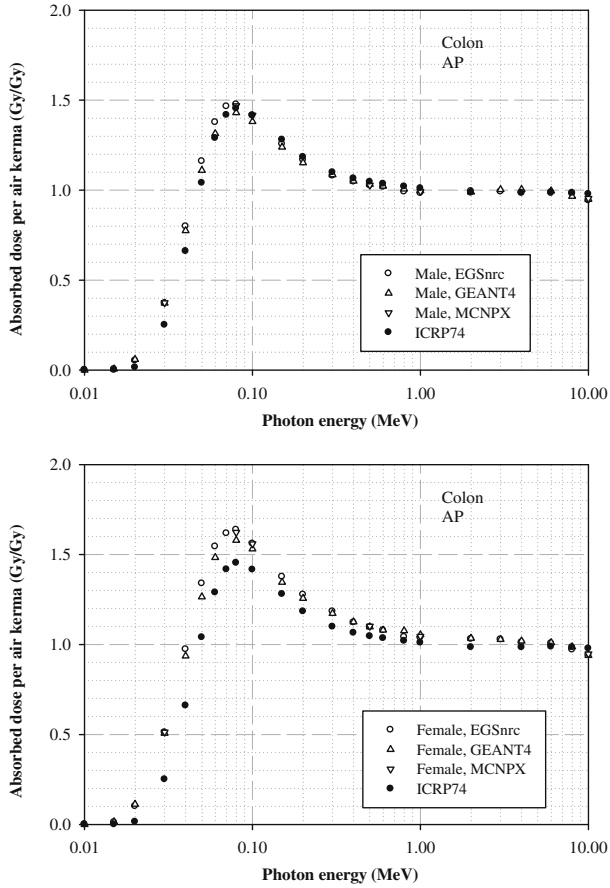 2.0
Colon
AP
1.5
1.0
0.5
0.0
Absorbed dose per air kerma (Gy/Gy)
Male, EGSnrc
Male, GEANT4
Male, MCNPX
ICRP74
0.01 0.10 1.00 10.00
Photon energy (MeV)
2.0
Colon
AP
1.5
1.0
0.5
0.0
Absorbed dose per air kerma (Gy/Gy)
Female, EGSnrc
Female, GEANT4
Female, MCNPX
ICRP74
0.01 0.10 1.00 10.00
Photon energy (MeV)